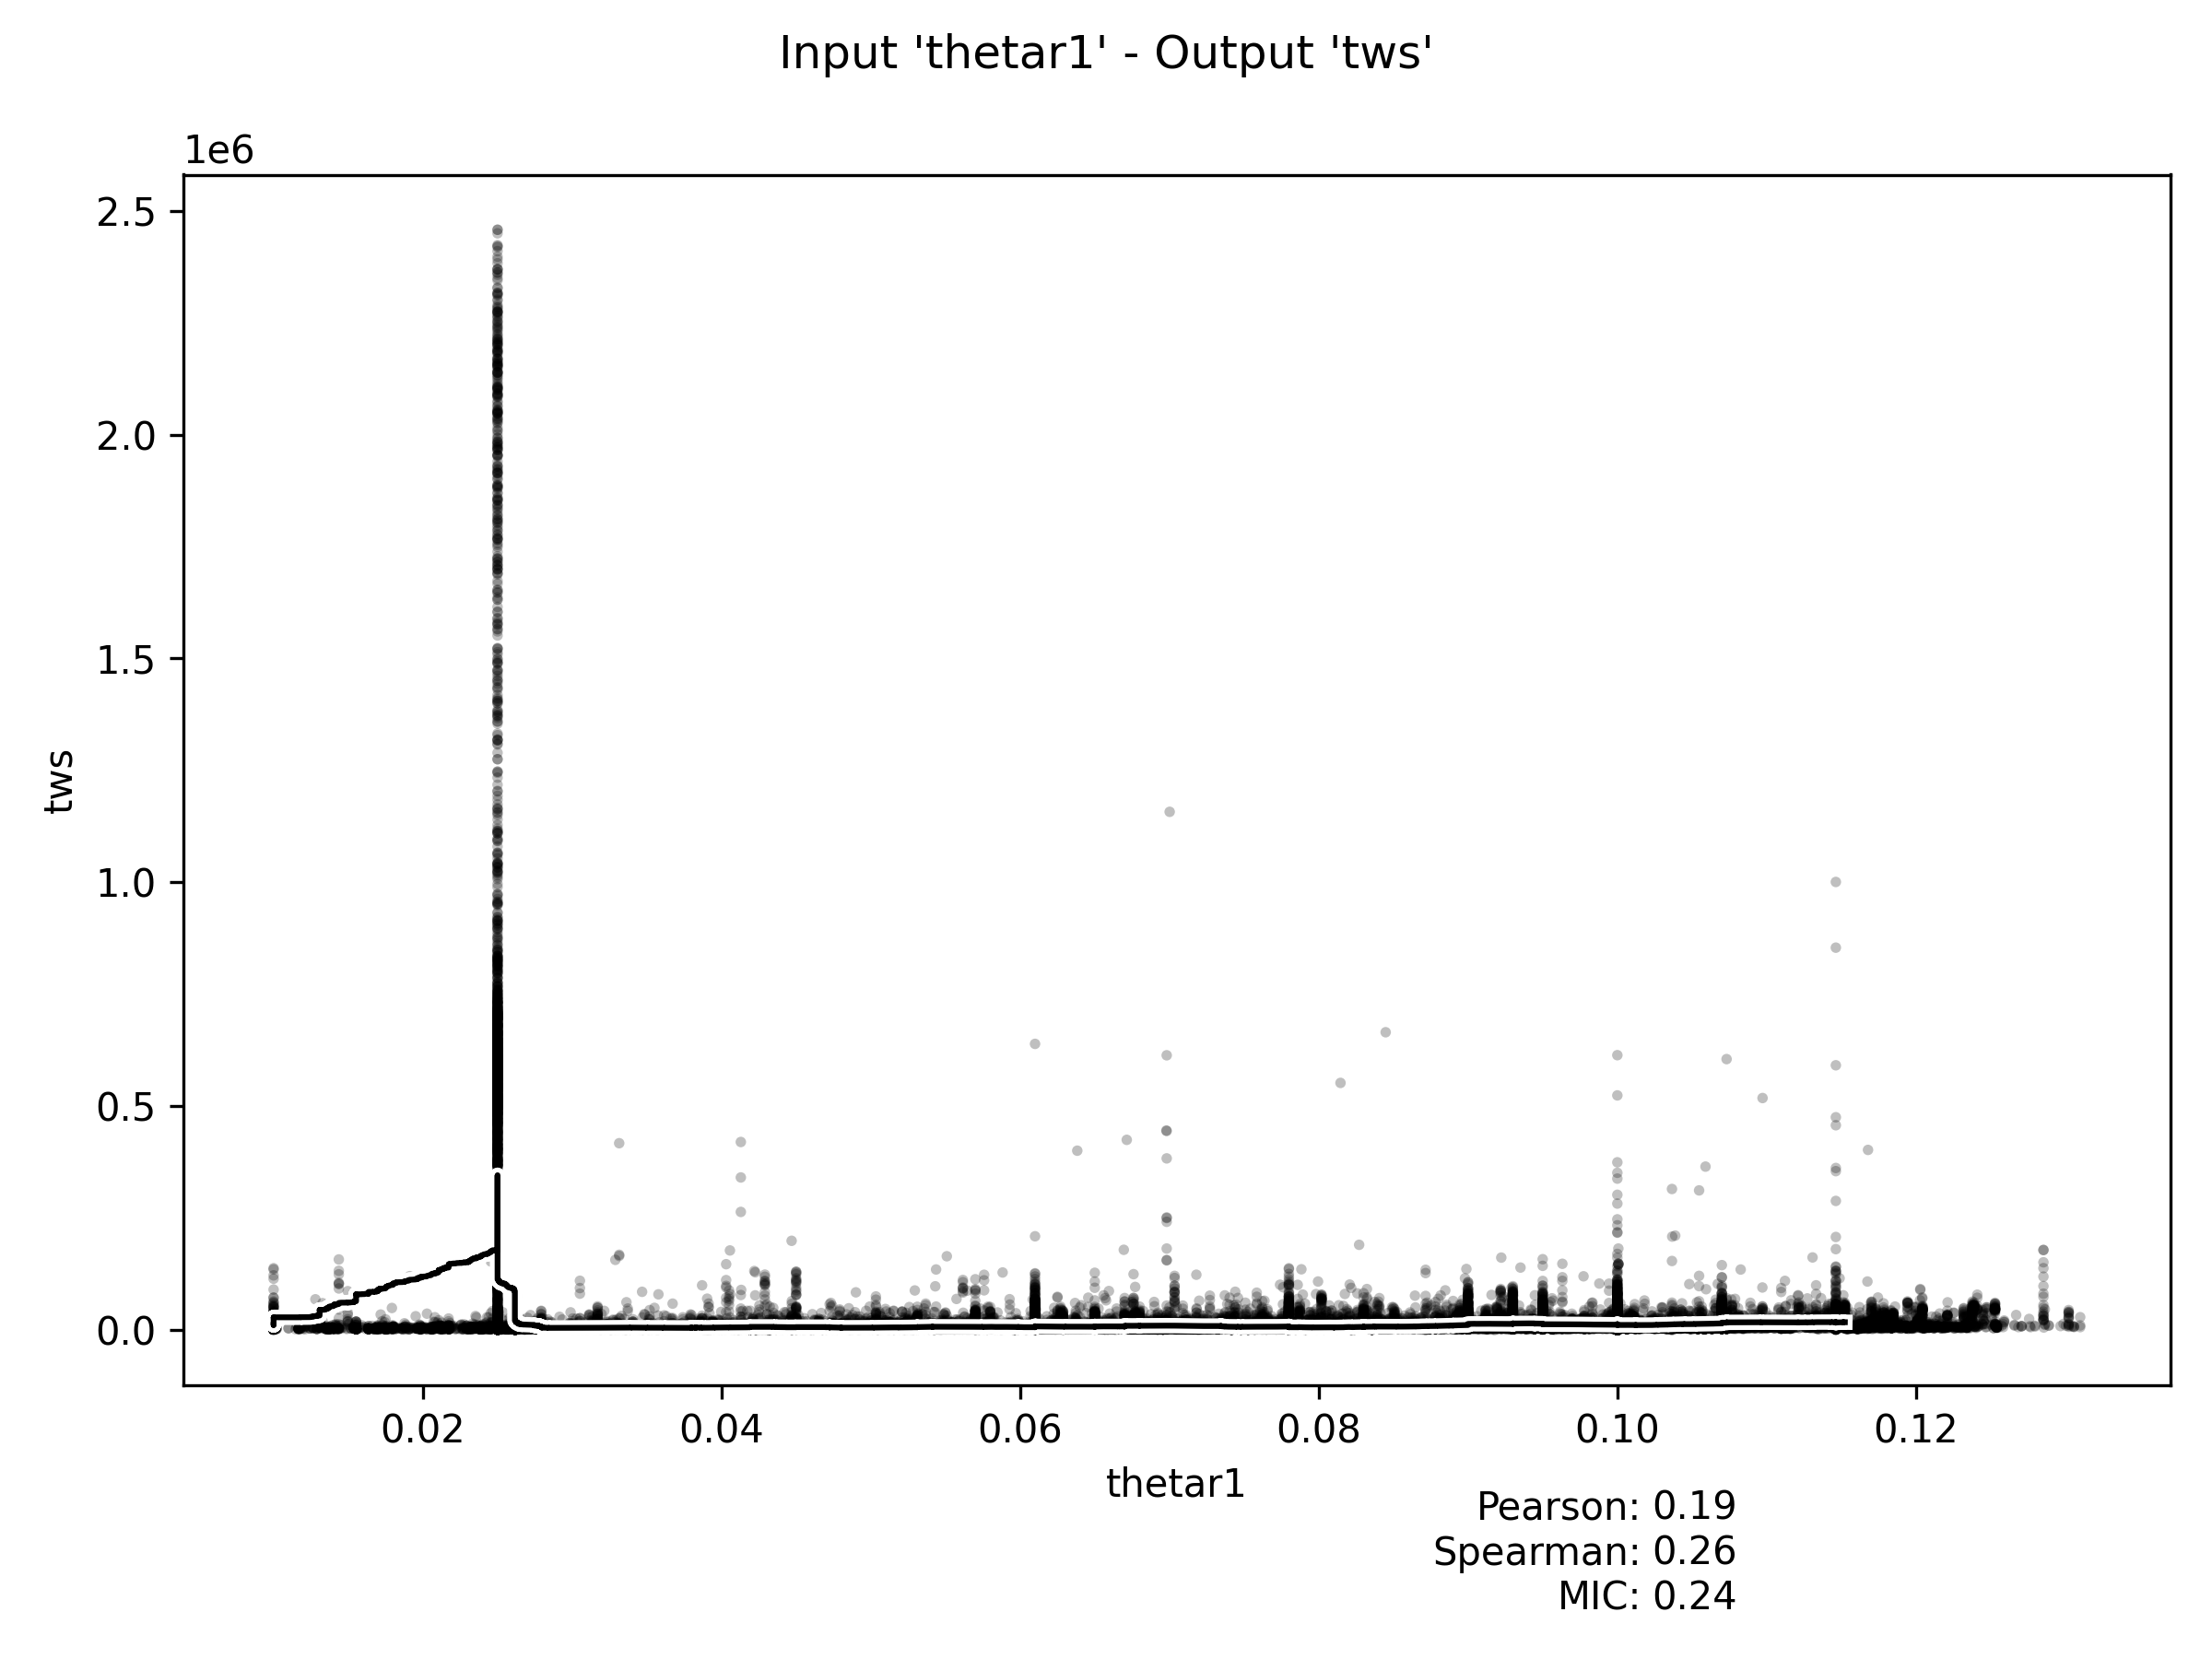 Input 'thetar1' - Output 'tws'
1e6
2.5
2.0
1.5
1.0
0.5
0.0
tws
0.02 0.04 0.06 0.08 0.10 0.12
thetar1
Pearson: 0.19
Spearman: 0.26
MIC: 0.24